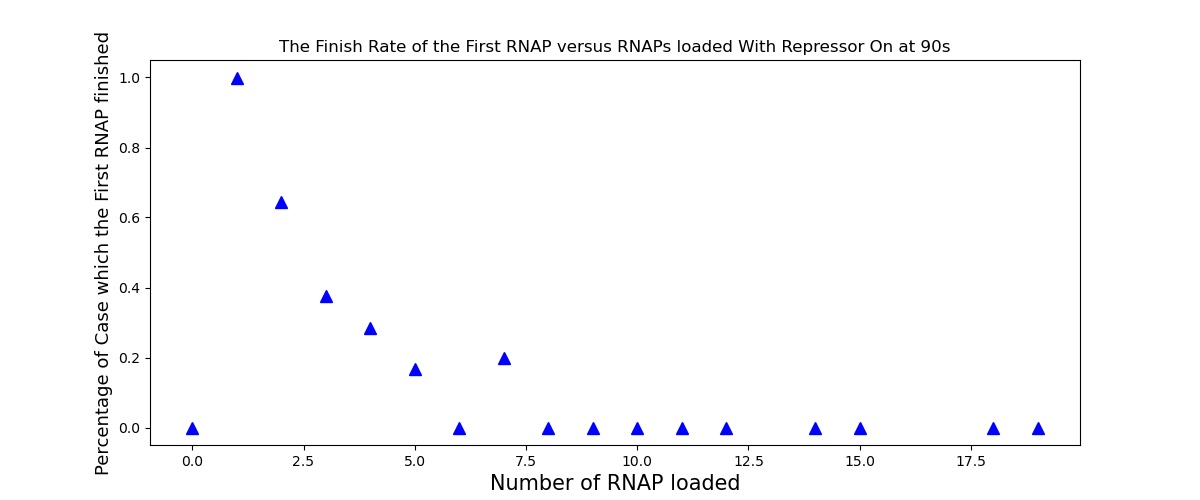 The Finish Rate of the First RNAP versus RNAPs loaded With Repressor On at 90s
Percentage of Case which the First RNAP finished
1.0
0.8
0.6
0.4
0.2
0.0
0.0 2.5 5.0 7.5 10.0 12.5 15.0 17.5
Number of RNAP loaded